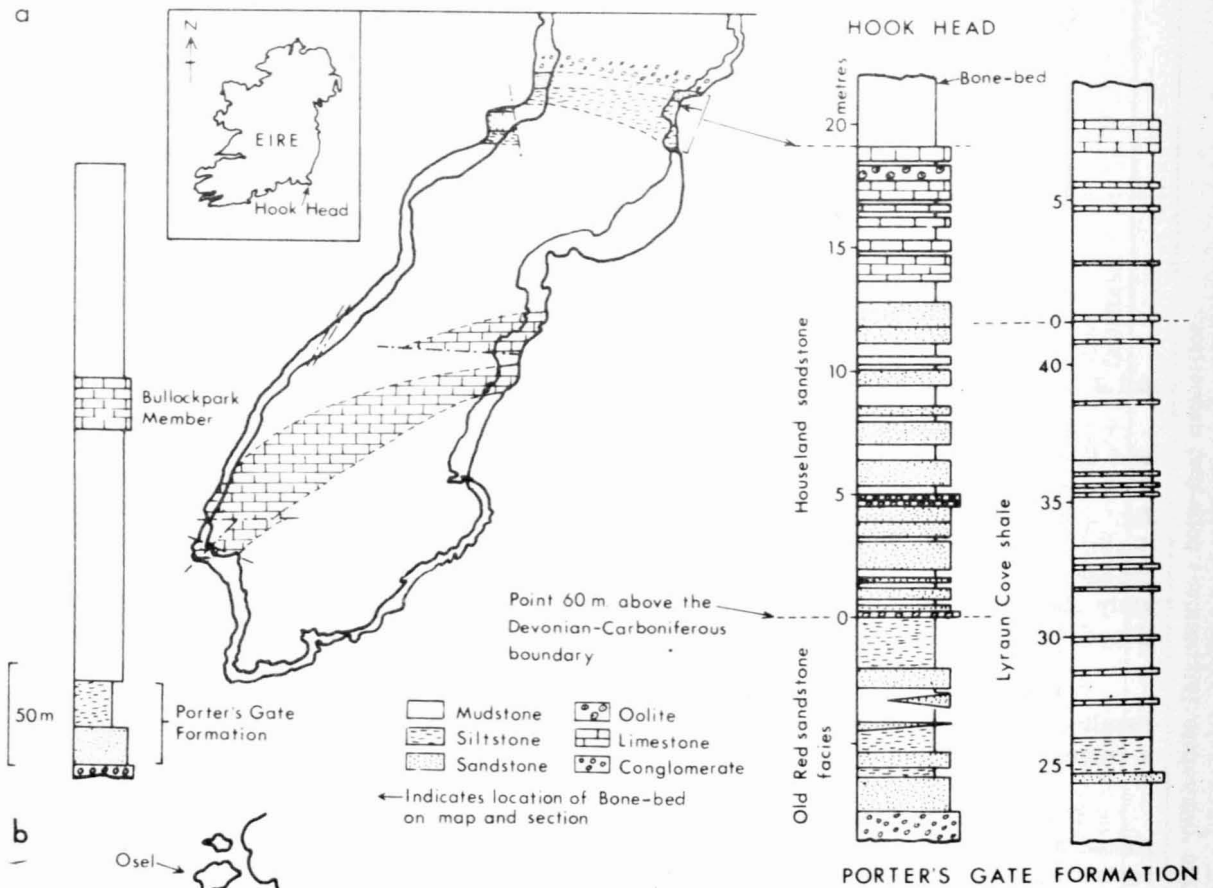 a
N
EIRE
Hook Head
Bullockpark
Member
50m
Porter's Gate
Formation
Point 60 m above the
Devonian-Carboniferous
boundary
Mudstone
Siltstone
Sandstone
Oolite
Limestone
Conglomerate
Indicates location of Bone-bed
on map and section
HOOK HEAD
Bone-bed
metres
20
15
10
5
0
Houseland sandstone
Old Red sandstone
facies
5
0
40
35
30
25
Lyraun Cove shale
PORTER'S GATE FORMATION
b
Osel